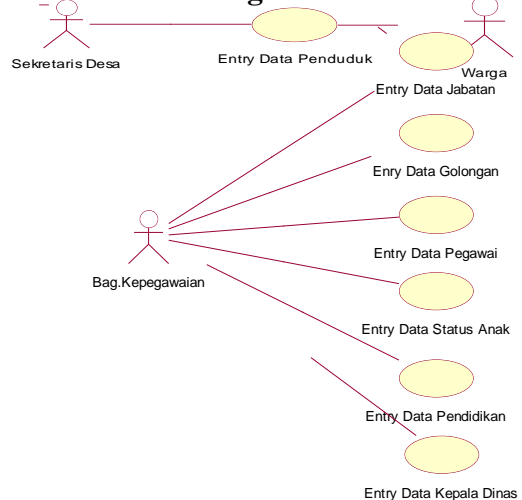 g
Sekretaris Desa
Entry Data Penduduk
Warga
Entry Data Jabatan
Enry Data Golongan
Entry Data Pegawai
Bag.Kepegawaian
Entry Data Status Anak
Entry Data Pendidikan
Entry Data Kepala Dinas